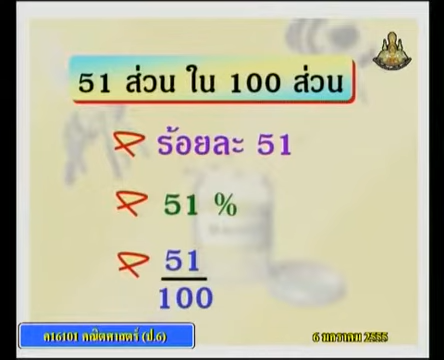 51 ส่วน ใน 100 ส่วน
ร้อยละ 51
51 %
51
100
ค16101 คณิตศาสตร์ (ป.6)
6 มกราคม 2555